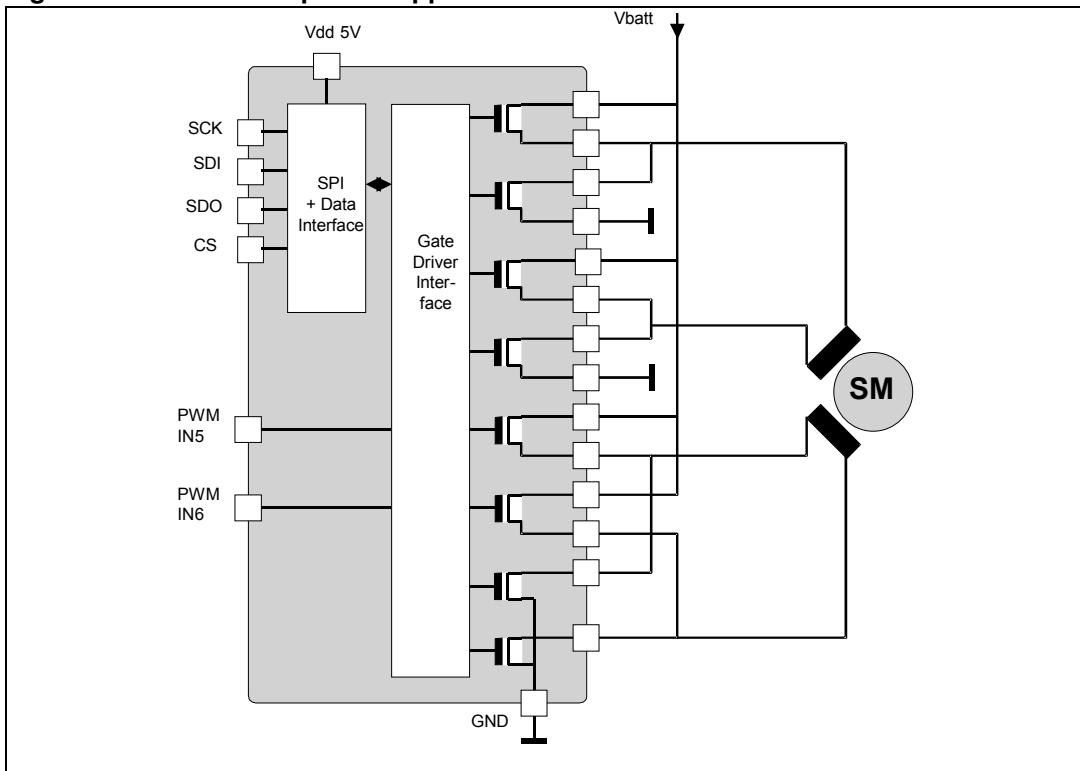 Vbatt
Vdd 5V
SCK
SDI
SDO
CS
SPI
+ Data
Interface
Gate
Driver
Inter-
face
SM
PWM
IN5
PWM
IN6
GND